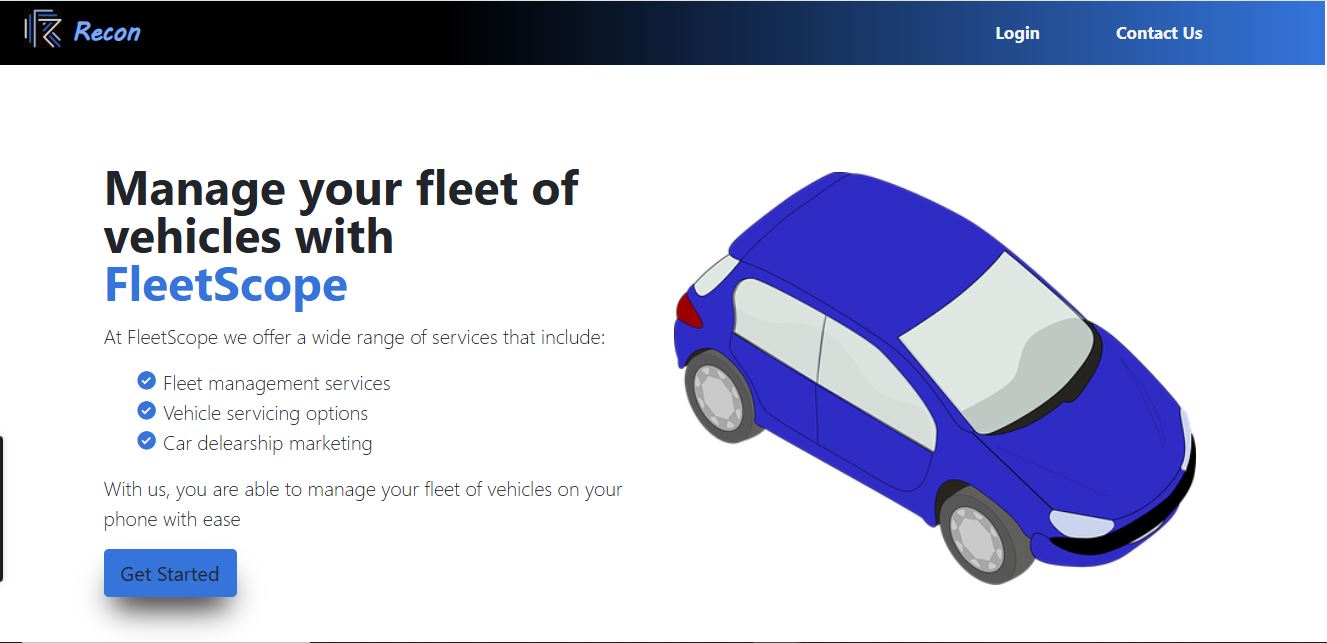 Recon
Login
Contact Us
Manage your fleet of
vehicles with
FleetScope
At FleetScope we offer a wide range of services that include:
Fleet management services
Vehicle servicing options
Car delearship marketing
With us, you are able to manage your fleet of vehicles on your
phone with ease
Get Started